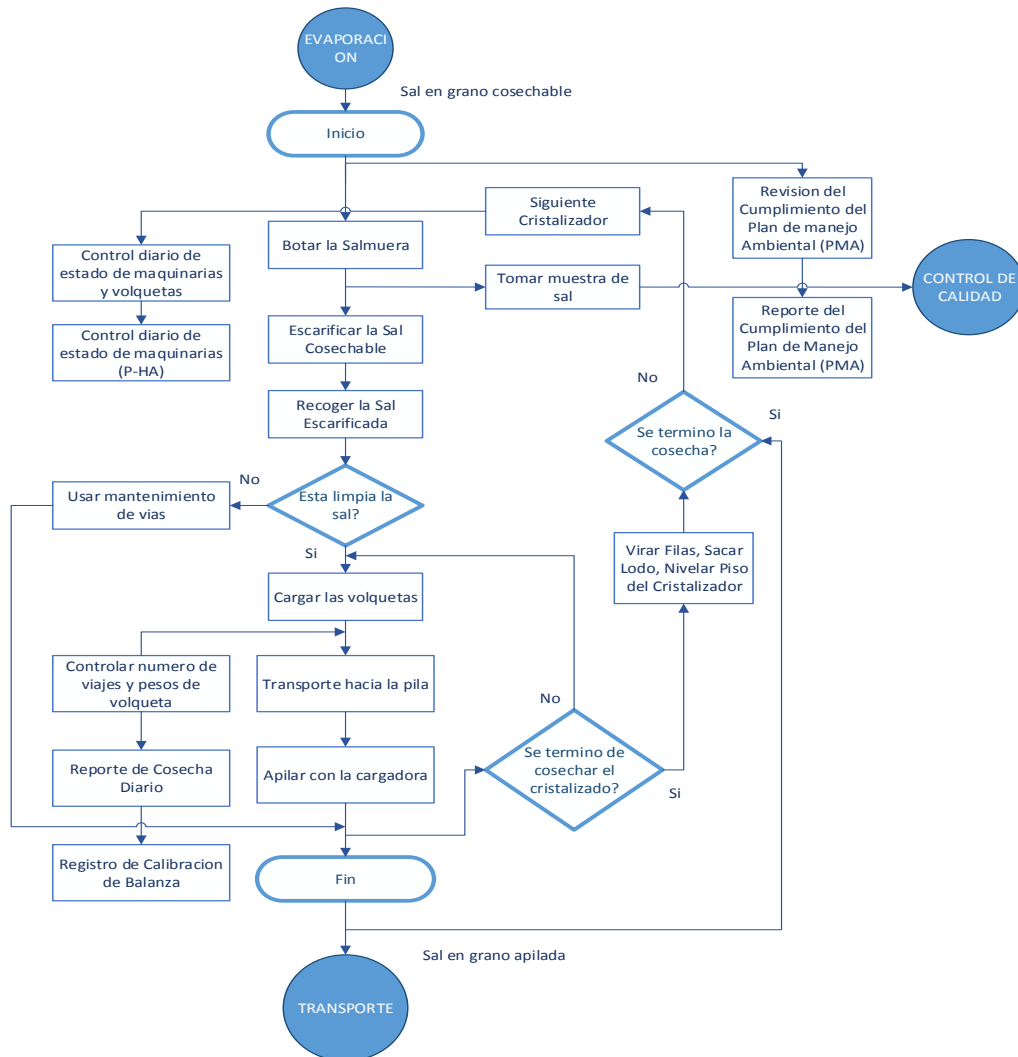 EVAPORACI
ON
Sal en grano cosechable
Inicio
Siguiente
Cristalizador
Revision del
Cumplimiento del
Plan de manejo
Ambiental (PMA)
Botar la Salmuera
Control diario de
estado de maquinarias
y volquetas
Tomar muestra de
sal
CONTROL DE
CALIDAD
Reporte del
Cumplimiento del
Plan de Manejo
Ambiental (PMA)
Escarificar la Sal
Cosechable
Control diario de
estado de maquinarias
(P-HA)
No
Recoger la Sal
Escarificada
Si
Se termino la
cosecha?
No
Usar mantenimiento
de vias
Esta limpia la
sal?
Si
Virar Filas, Sacar
Lodo, Nivelar Piso
del Cristalizador
Cargar las volquetas
Controlar numero de
viajes y pesos de
volqueta
Transporte hacia la pila
No
Reporte de Cosecha
Diario
Apilar con la cargadora
Se termino de
cosechar el
cristalizado?
Si
Registro de Calibracion
de Balanza
Fin
Sal en grano apilada
TRANSPORTE